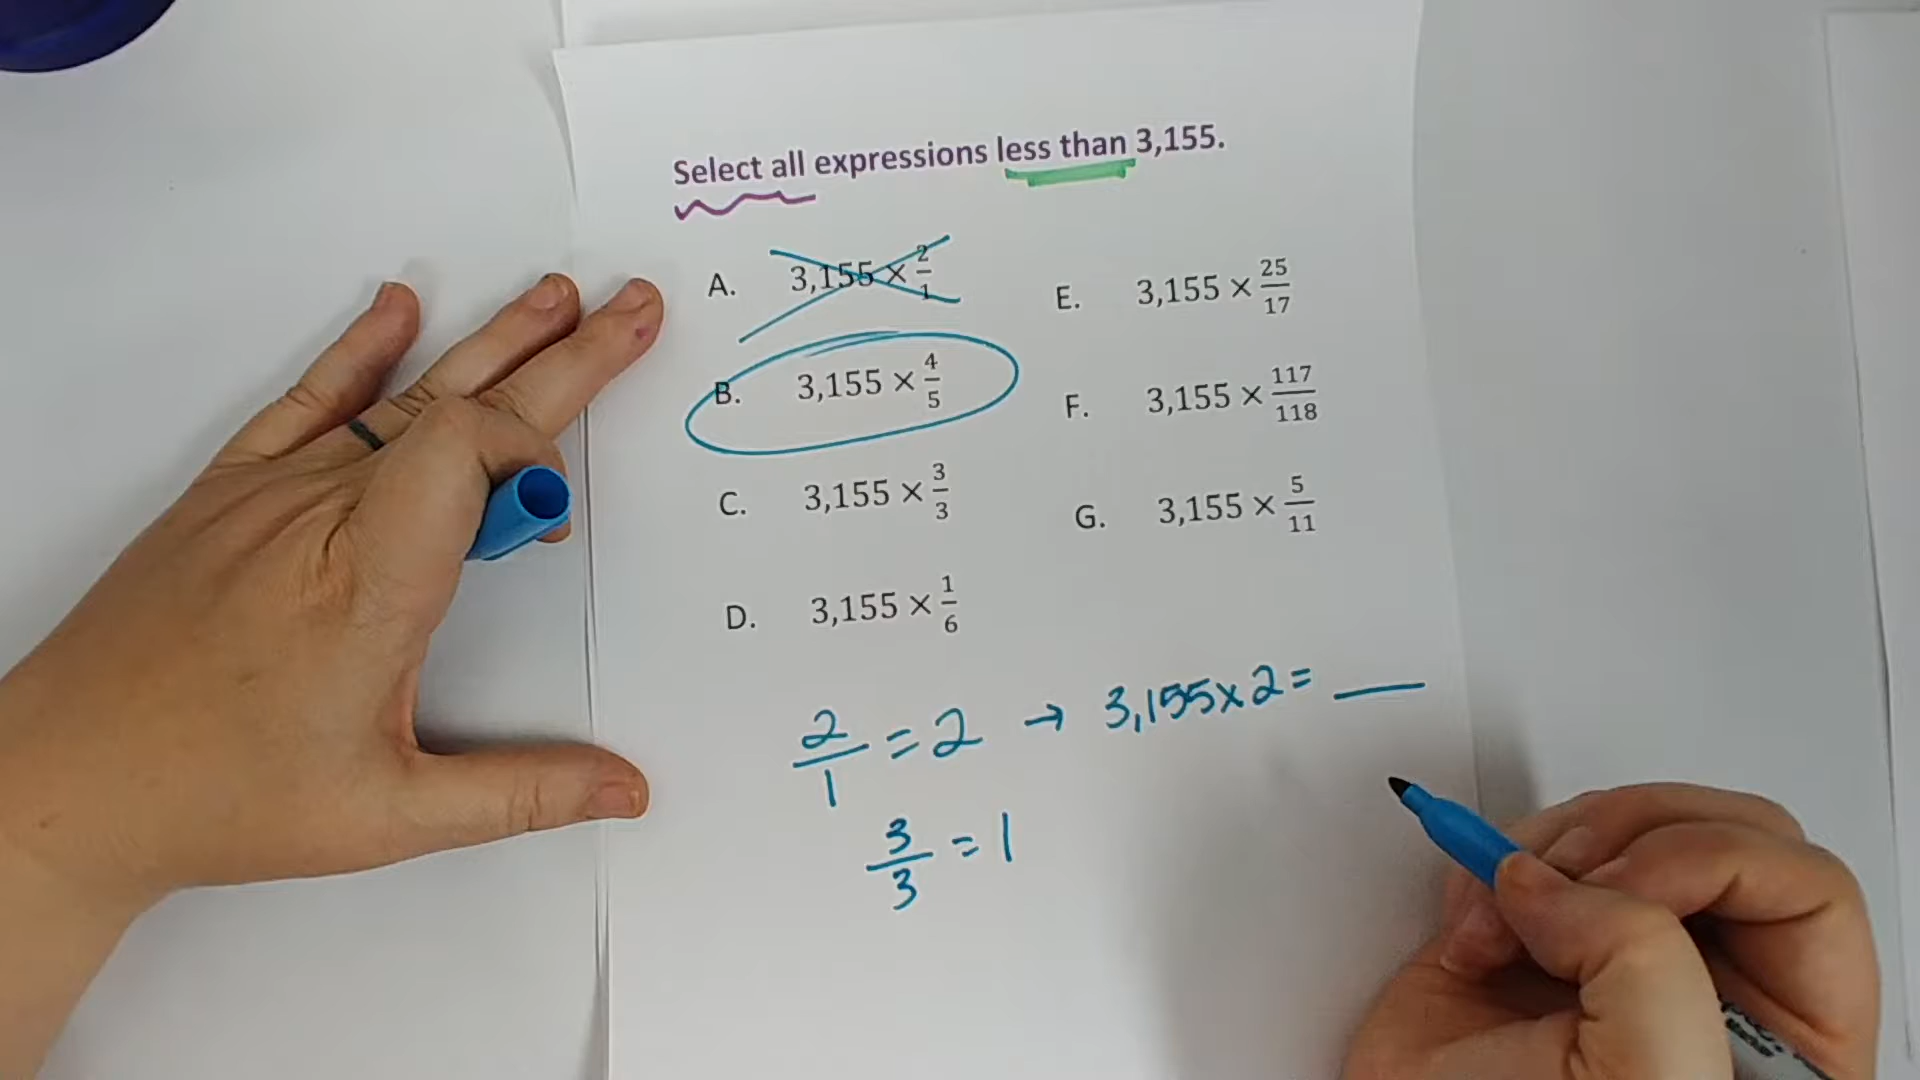 Select all expressions less than 3,155.
A. 3,155 × 2/1
B. 3,155 × 4/5
C. 3,155 × 3/3
D. 3,155 × 1/6
E. 3,155 × 25/17
F. 3,155 × 117/118
G. 3,155 × 5/11
2/1 = 2 → 3,155 x 2 = __
3/3 = 1